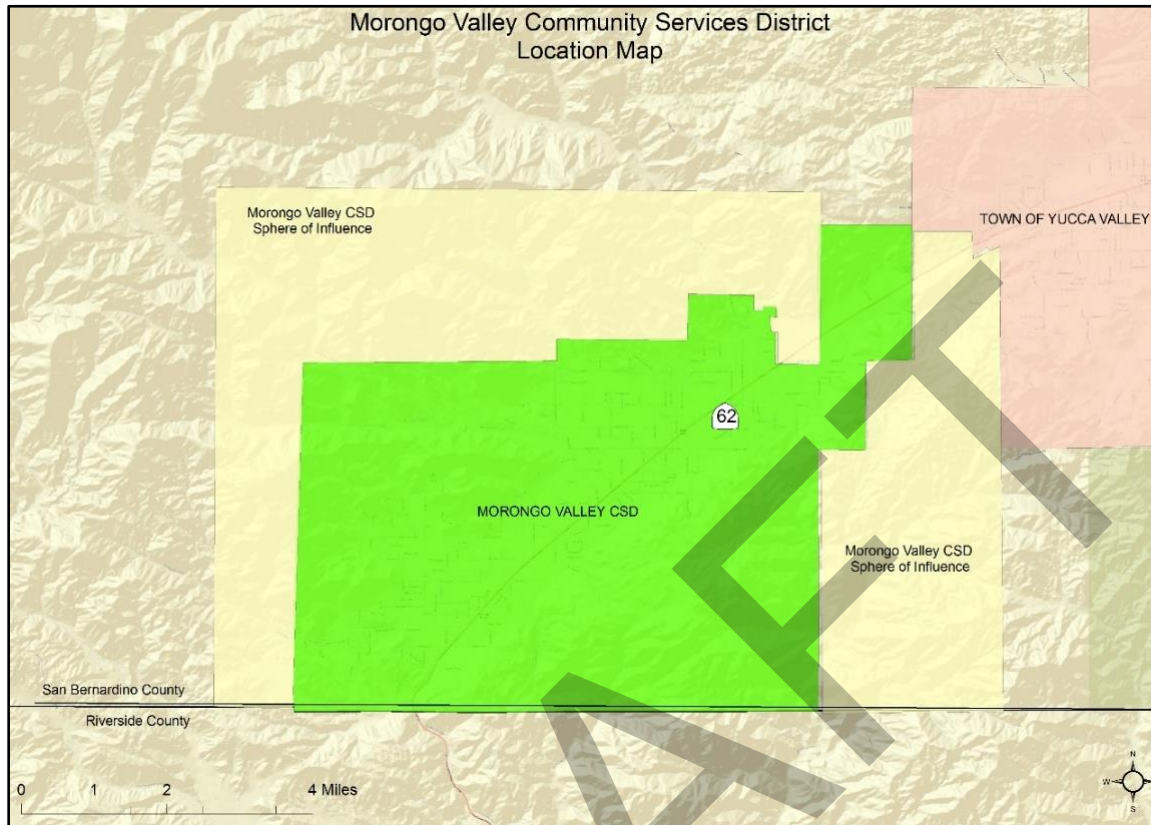 Morongo Valley Community Services District
Location Map
Morongo Valley CSD
Sphere of Influence
TOWN OF YUCCA VALLEY
62
MORONGO VALLEY CSD
Morongo Valley CSD
Sphere of Influence
San Bernardino County
Riverside County
0 1 2 4 Miles
N
W
S
AFT